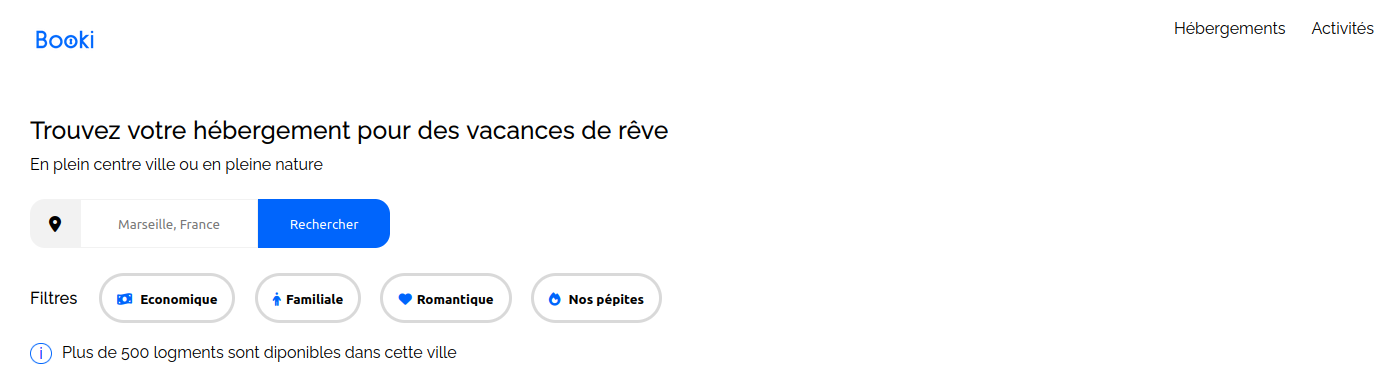 Booki
Hébergements Activités
Trouvez votre hébergement pour des vacances de rêve
En plein centre ville ou en pleine nature
Marseille, France Rechercher
Filtres Economique Familiale Romantique Nos pépites
i Plus de 500 logments sont diponibles dans cette ville